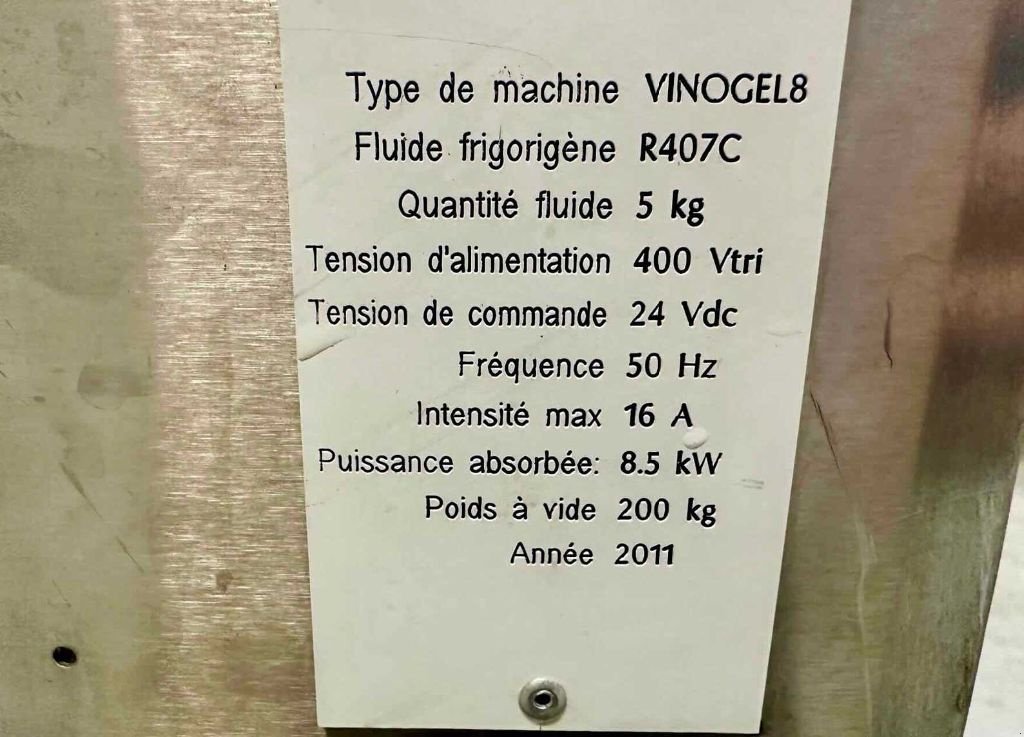 Type de machine VINOGEL8
Fluide frigorigène R407C
Quantité fluide 5 kg
Tension d'alimentation 400 Vtri
Tension de commande 24 Vdc
Fréquence 50 Hz
Intensité max 16 A
Puissance absorbée: 8.5 kW
Poids à vide 200 kg
Année 2011